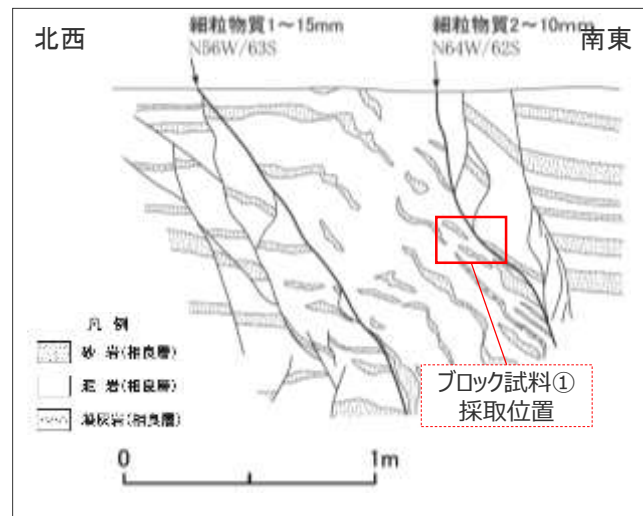 北西
細粒物質1～15mm
N56W/63S
細粒物質2～10mm
N64W/62S
南東
凡 例
砂 岩(相良層)
泥 岩(相良層)
凝灰岩(相良層)
ブロック試料①
採取位置
0
1m